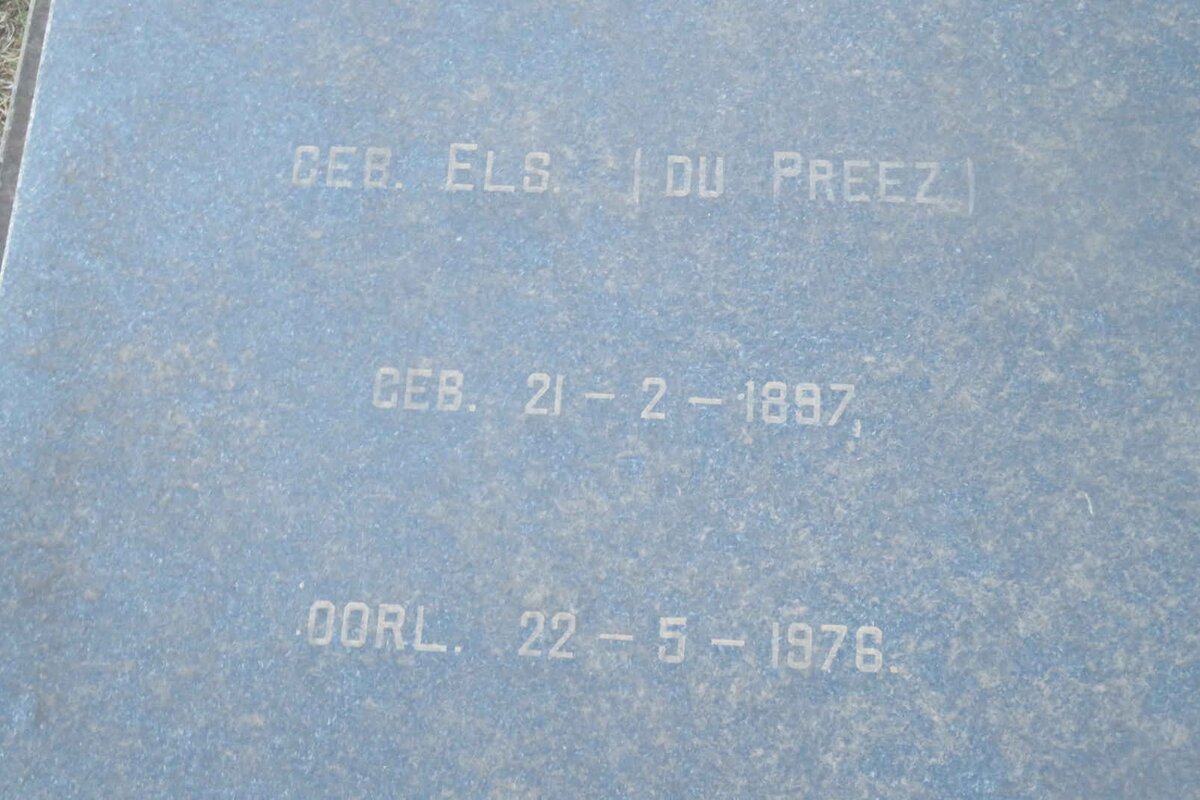 GEB. ELS. (DU PREEZ)
GEB. 21 - 2 - 1897,
OORL. 22 - 5 - 1976.